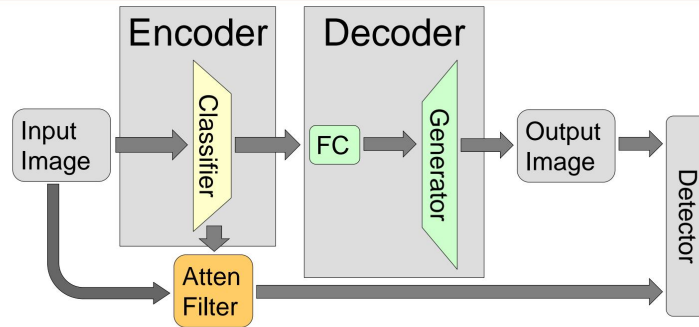 Encoder
Decoder
Input
Image
Classifier
FC
Generator
Output
Image
Detector
Atten
Filter